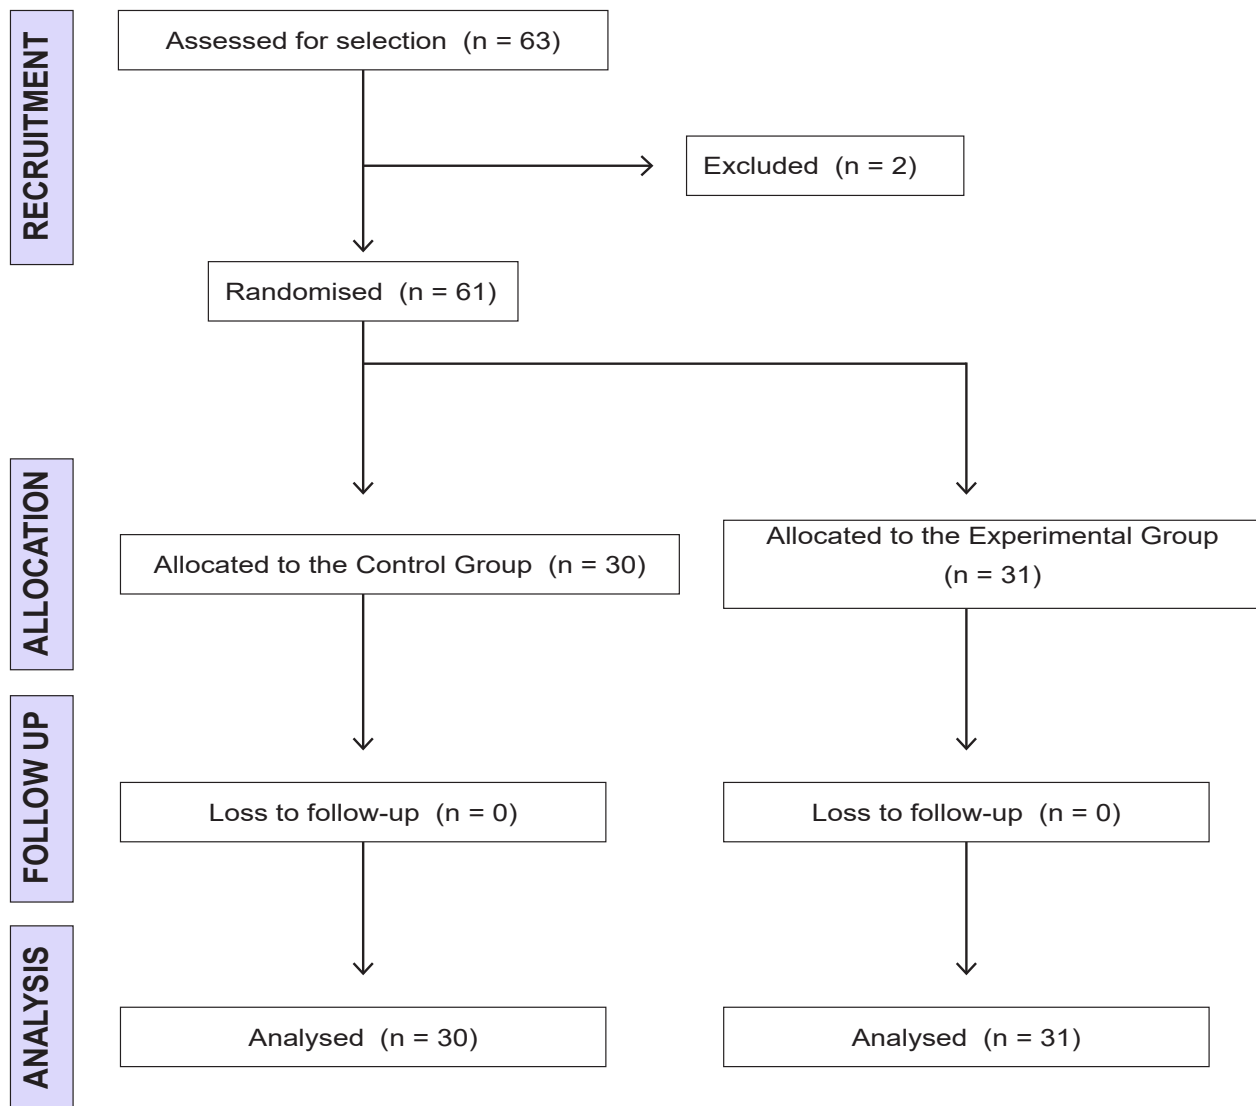 RECRUITMENT
Assessed for selection (n = 63)
Excluded (n = 2)
Randomised (n = 61)
ALLOCATION
Allocated to the Control Group (n = 30)
Allocated to the Experimental Group
(n = 31)
FOLLOW UP
Loss to follow-up (n = 0)
Loss to follow-up (n = 0)
ANALYSIS
Analysed (n = 30)
Analysed (n = 31)